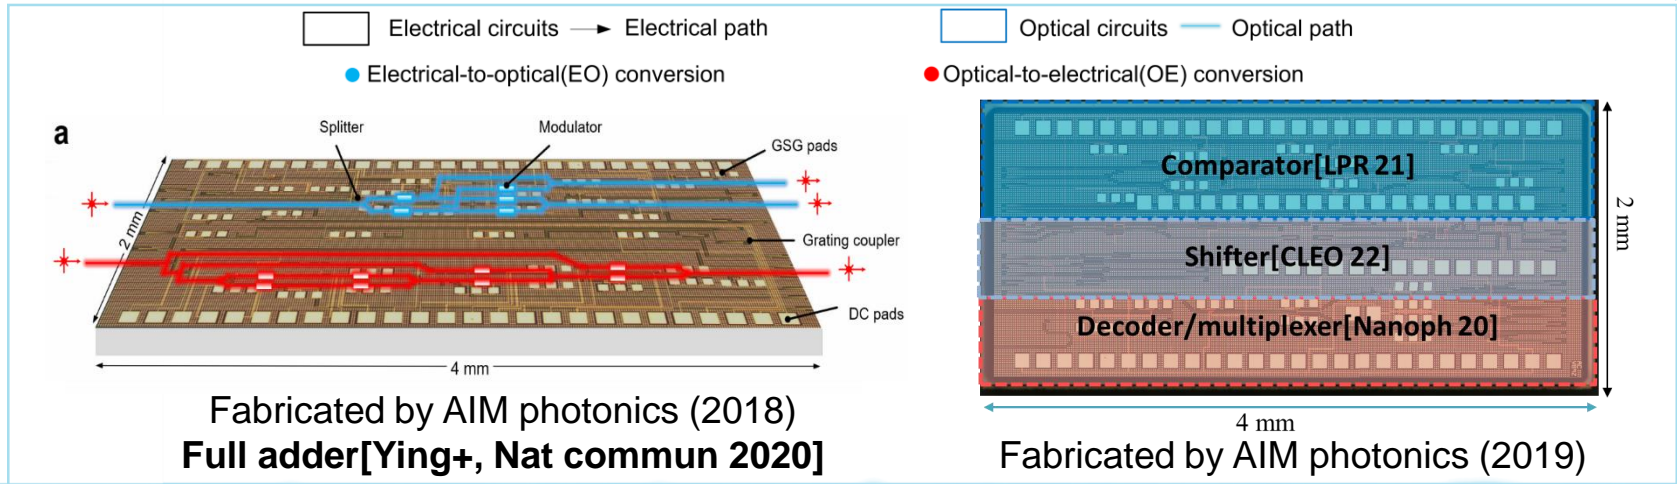 Electrical circuits
Electrical path
Optical circuits
Optical path
Electrical-to-optical(EO) conversion
Optical-to-electrical(OE) conversion
a
Splitter
Modulator
GSG pads
Grating coupler
DC pads
2 mm
4 mm
Fabricated by AIM photonics (2018)
Full adder[Ying+, Nat commun 2020]
Comparator[LPR 21]
Shifter[CLEO 22]
Decoder/multiplexer[Nanoph 20]
2 mm
4 mm
Fabricated by AIM photonics (2019)